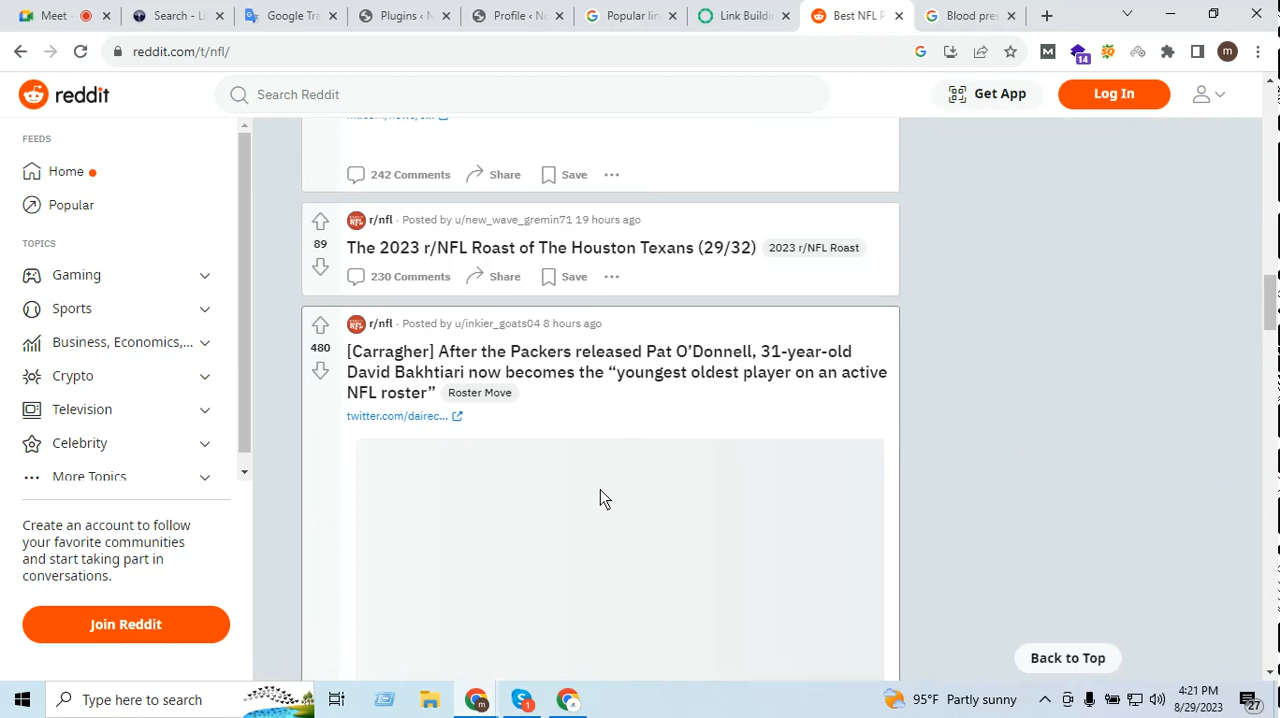 Meet -
Search - Li
Google Tra
Plugins ‹ N
Profile ‹ N
Popular lin
Link Buildin
Best NFL P
Blood pres
reddit.com/t/nfl/
14
m
reddit
Search Reddit
Get App
Log In
FEEDS
Home
Popular
TOPICS
Gaming
Sports
Business, Economics,...
Crypto
Television
Celebrity
More Topics
Create an account to follow
your favorite communities
and start taking part in
conversations.
Join Reddit
242 Comments Share Save
r/nfl · Posted by u/new_wave_gremin71 19 hours ago
89
The 2023 r/NFL Roast of The Houston Texans (29/32) 2023 r/NFL Roast
230 Comments Share Save
r/nfl · Posted by u/inkier_goats04 8 hours ago
480
[Carragher] After the Packers released Pat O’Donnell, 31-year-old
David Bakhtiari now becomes the “youngest oldest player on an active
NFL roster” Roster Move
twitter.com/dairec...
Back to Top
Type here to search
95°F Partly sunny
4:21 PM
8/29/2023
27